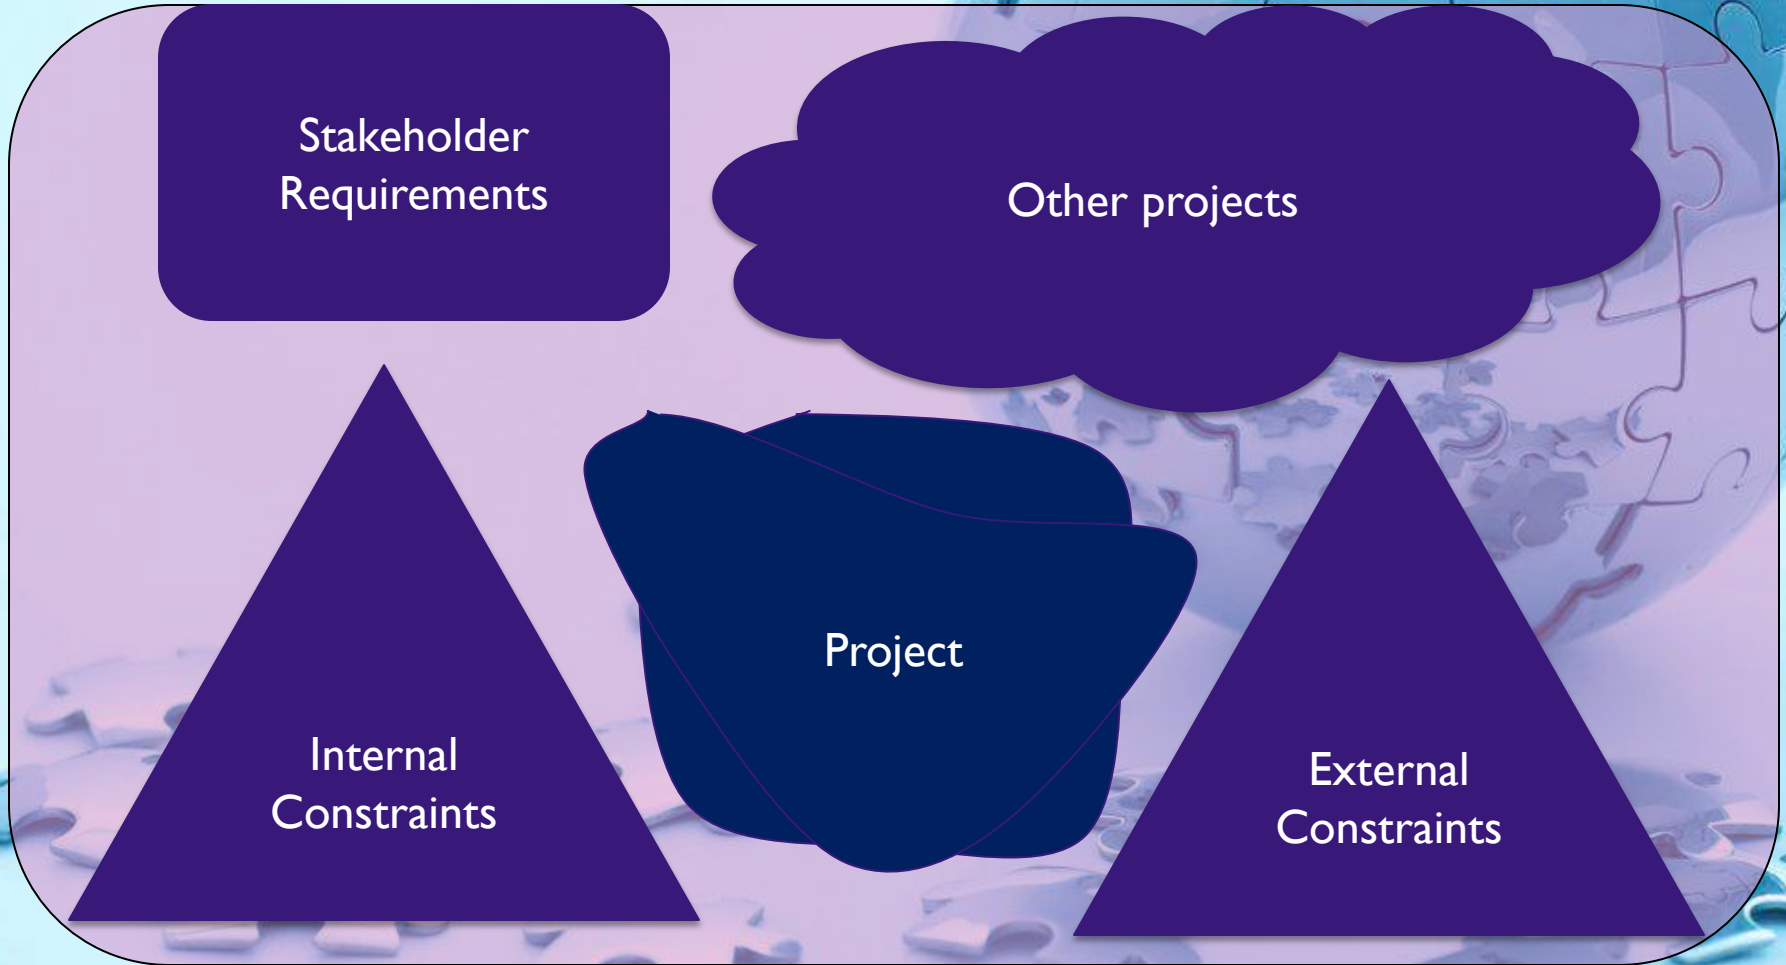 Stakeholder
Requirements
Other projects
Project
Internal
Constraints
External
Constraints